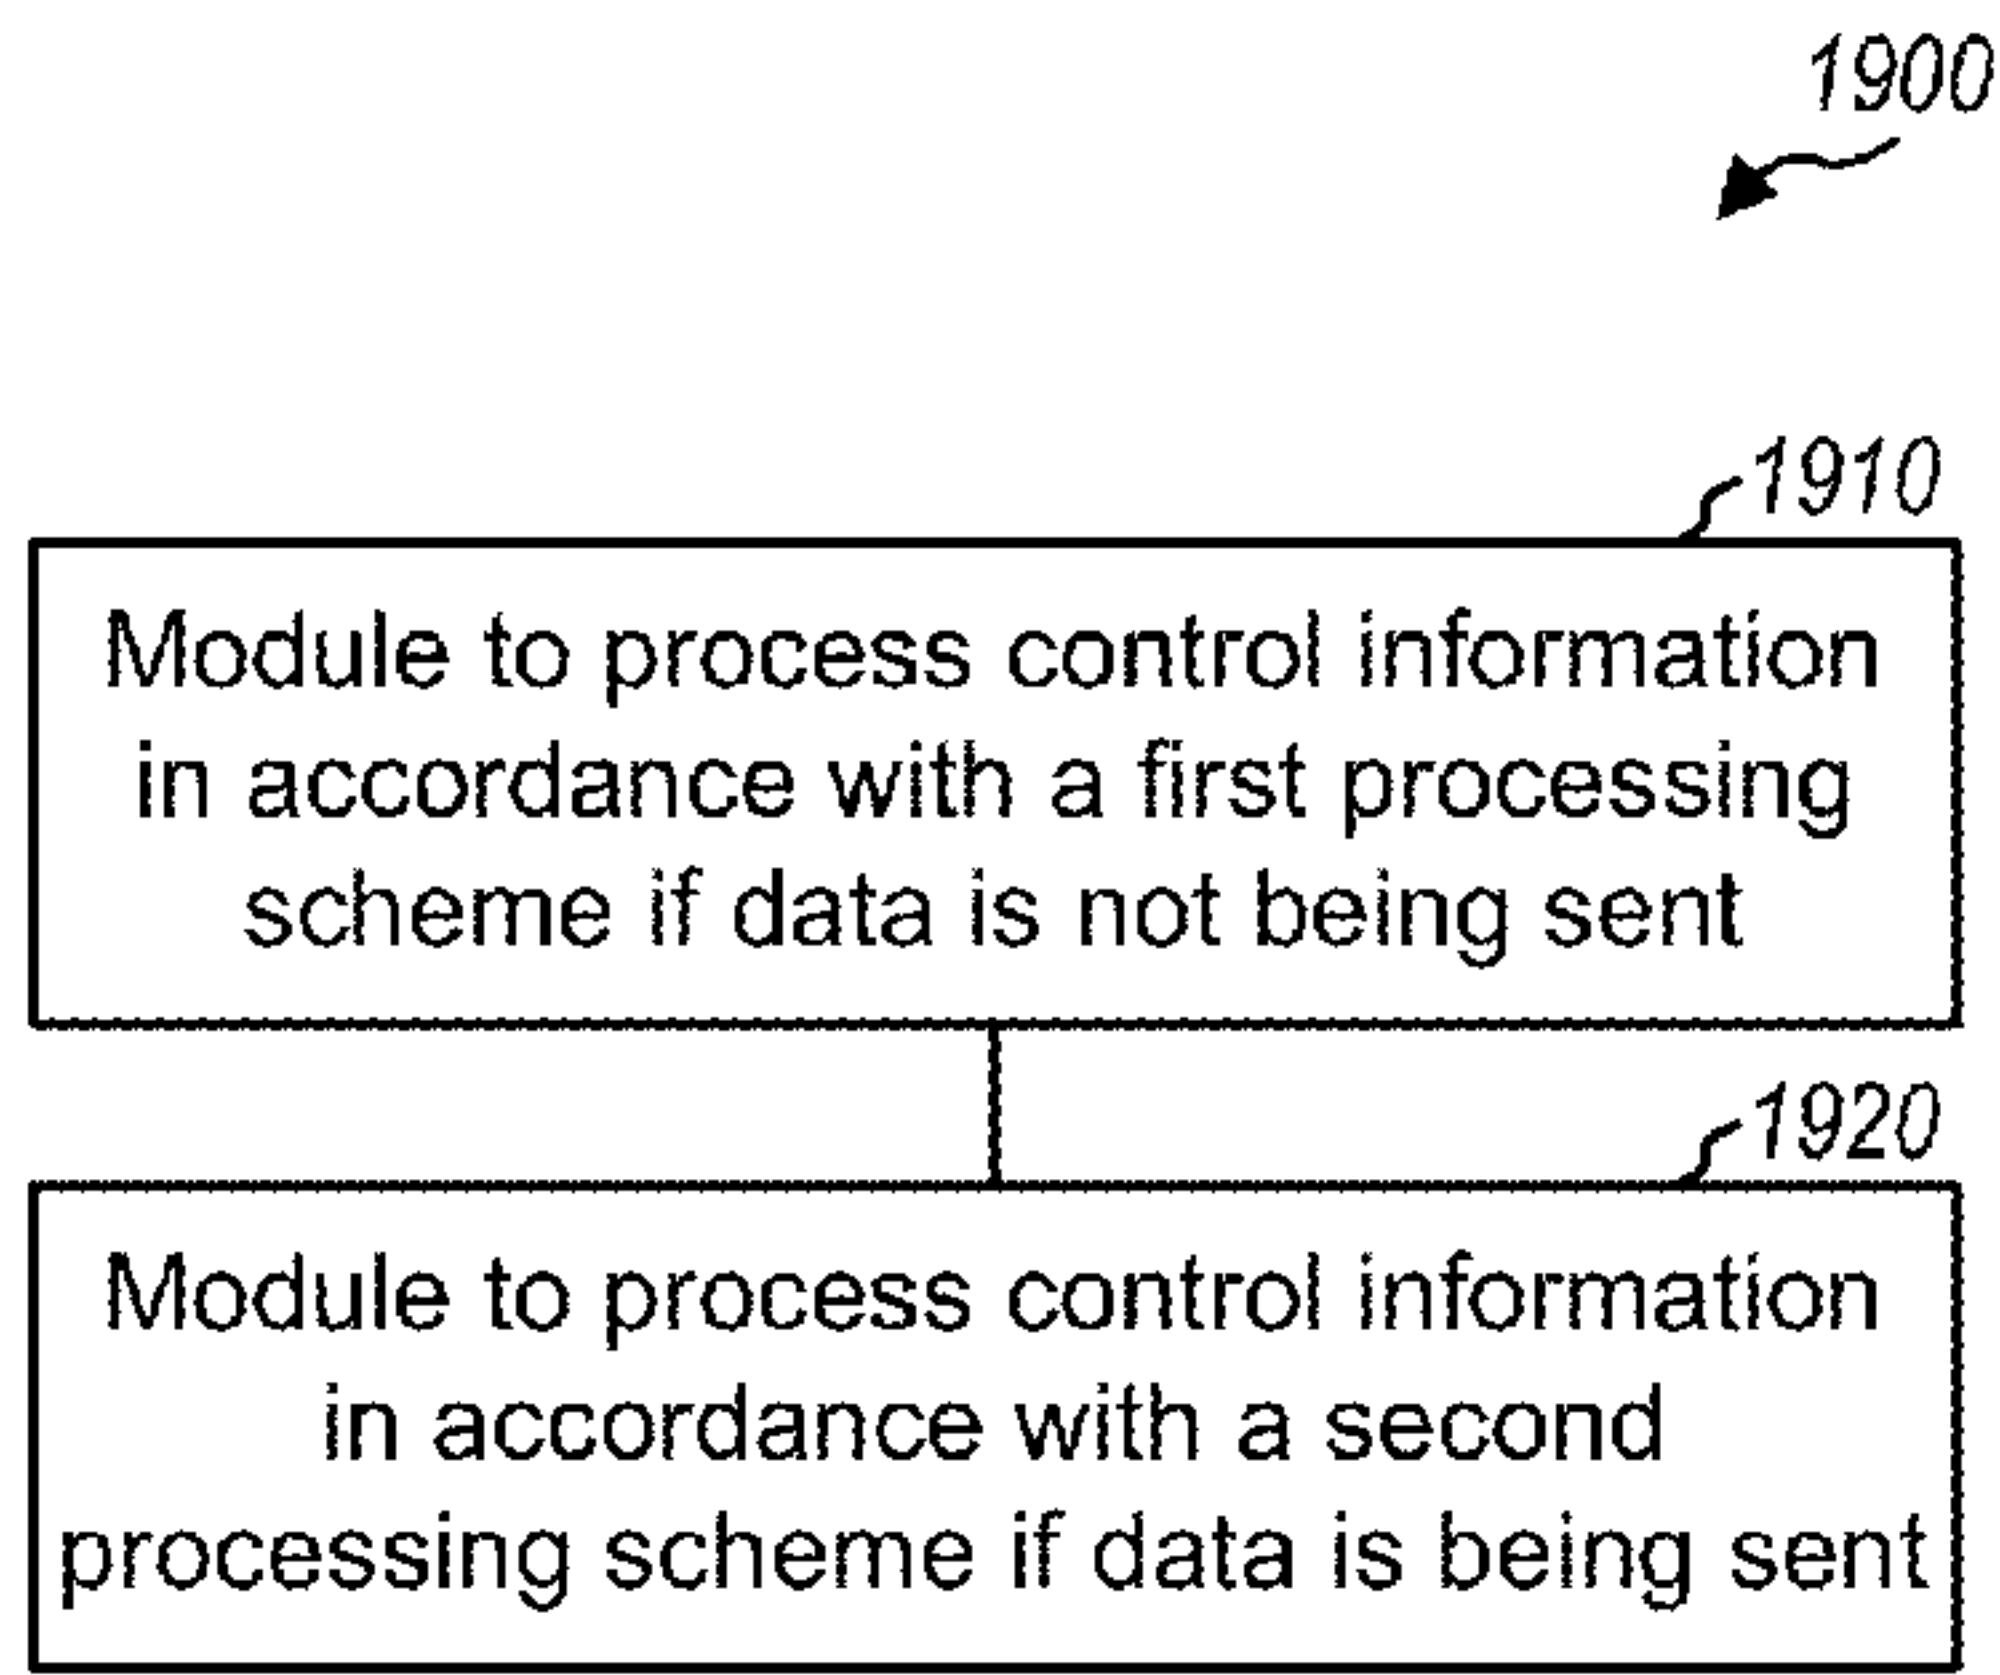 1900
1910
Module to process control information
in accordance with a first processing
scheme if data is not being sent
1920
Module to process control information
in accordance with a second
processing scheme if data is being sent